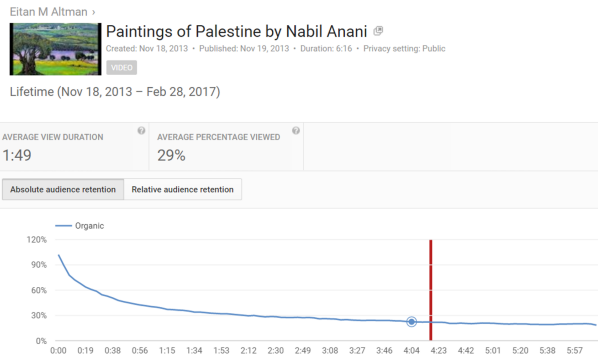 Eitan M Altman ›
Paintings of Palestine by Nabil Anani
Created: Nov 18, 2013 • Published: Nov 19, 2013 • Duration: 6:16 • Privacy setting: Public
VIDEO
Lifetime (Nov 18, 2013 – Feb 28, 2017)
AVERAGE VIEW DURATION ? AVERAGE PERCENTAGE VIEWED ?
1:49 29%
Absolute audience retention Relative audience retention
Organic
120%
90%
60%
30%
0%
0:00 0:19 0:38 0:56 1:15 1:34 1:53 2:12 2:30 2:49 3:08 3:27 3:46 4:04 4:23 4:42 5:01 5:20 5:38 5:57